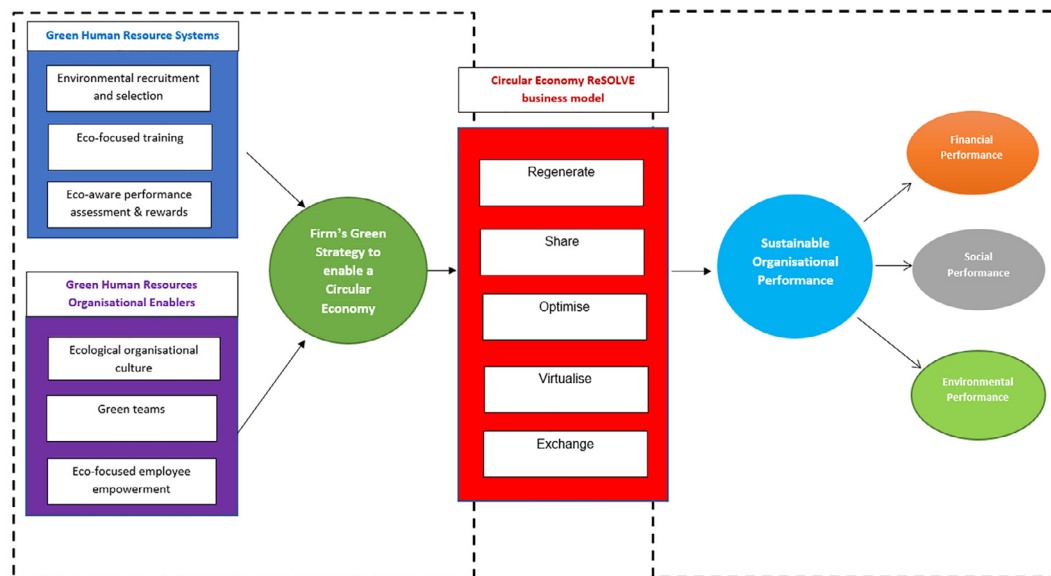 Green Human Resource Systems
Environmental recruitment
and selection
Eco-focused training
Eco-aware performance
assessment & rewards
Green Human Resources
Organisational Enablers
Ecological organisational
culture
Green teams
Eco-focused employee
empowerment
Firm's Green
Strategy to
enable a
Circular
Economy
Circular Economy ReSOLVE
business model
Regenerate
Share
Optimise
Virtualise
Exchange
Sustainable
Organisational
Performance
Financial
Performance
Social
Performance
Environmental
Performance